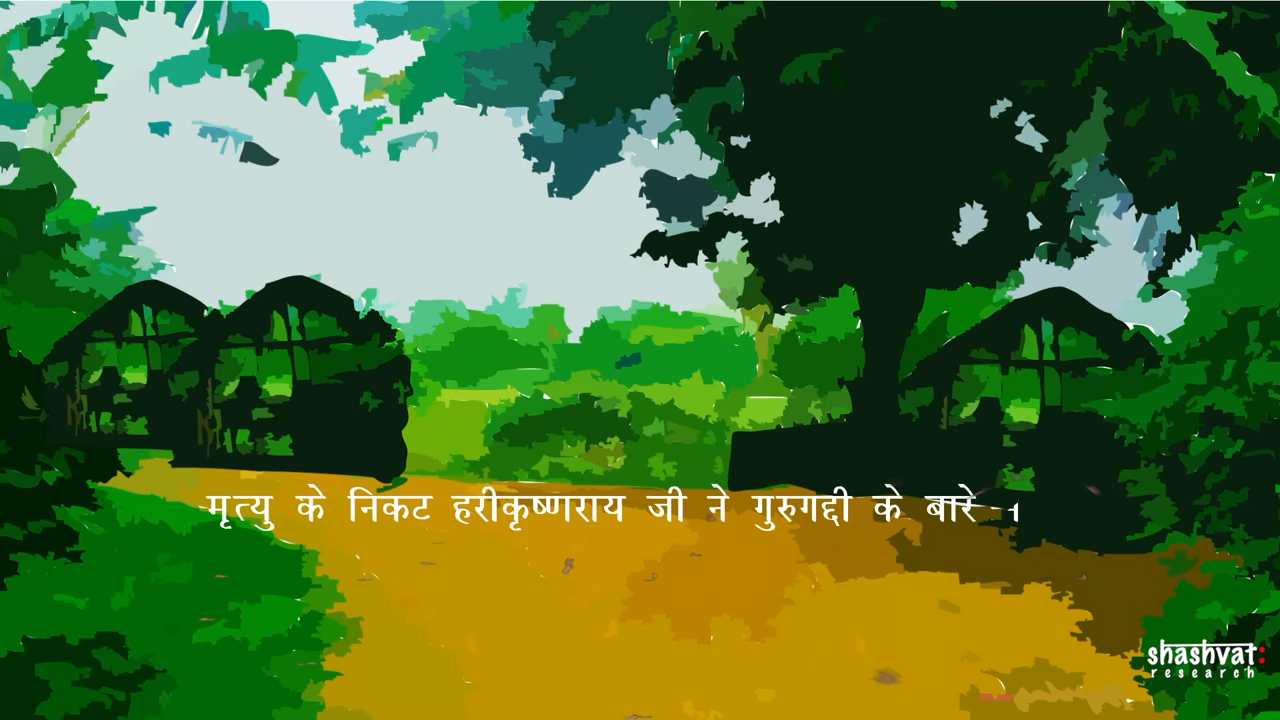 मृत्यु के निकट हरीकृष्णराय जी ने गुरुगद्दी के बारे
shashvat:
research